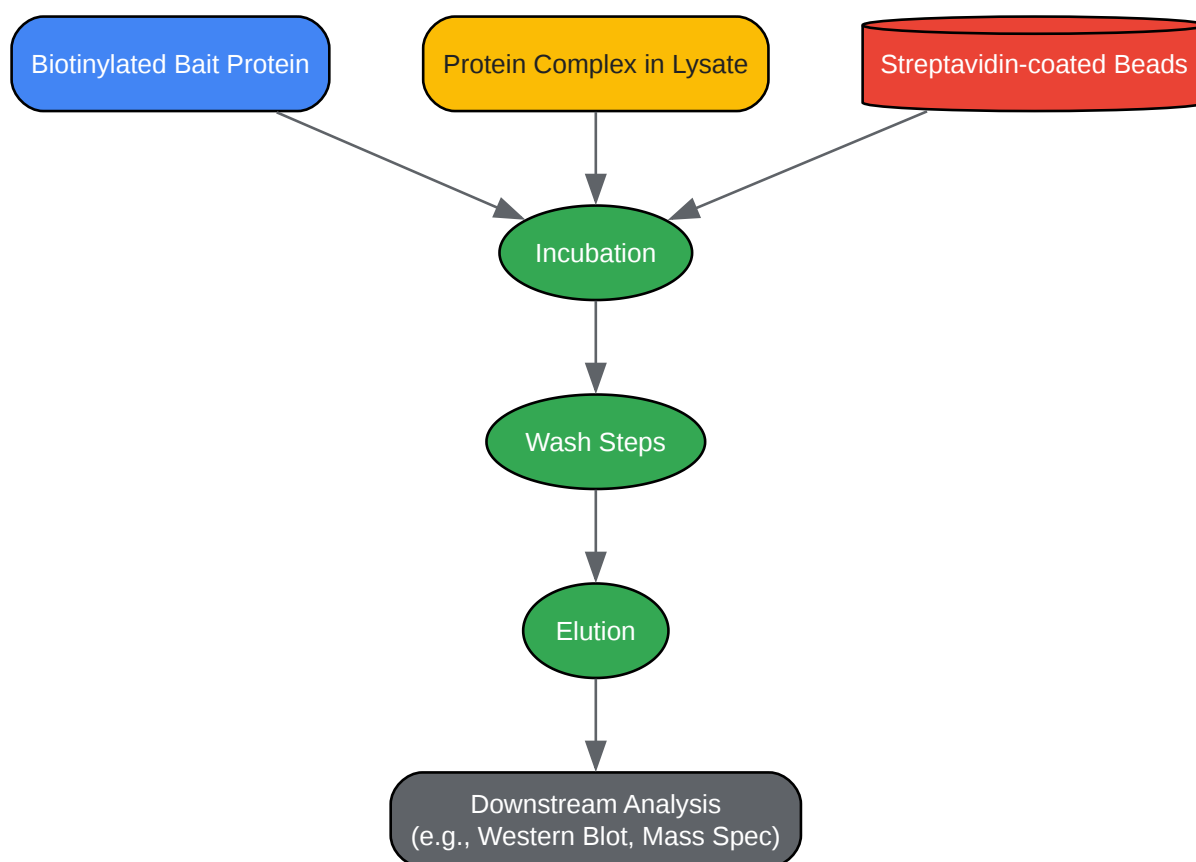 Biotinylated Bait Protein
Protein Complex in Lysate
Streptavidin-coated Beads
Incubation
Wash Steps
Elution
Downstream Analysis
(e.g., Western Blot, Mass Spec)